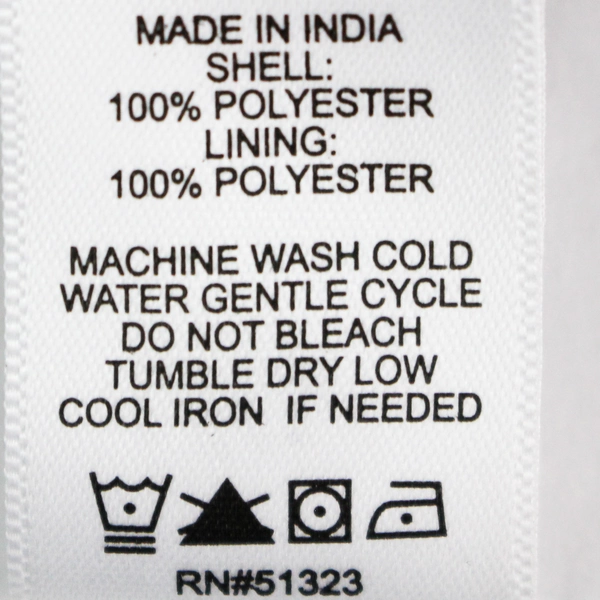 MADE IN INDIA
SHELL:
100% POLYESTER
LINING:
100% POLYESTER
MACHINE WASH COLD
WATER GENTLE CYCLE
DO NOT BLEACH
TUMBLE DRY LOW
COOL IRON IF NEEDED
RN#51323